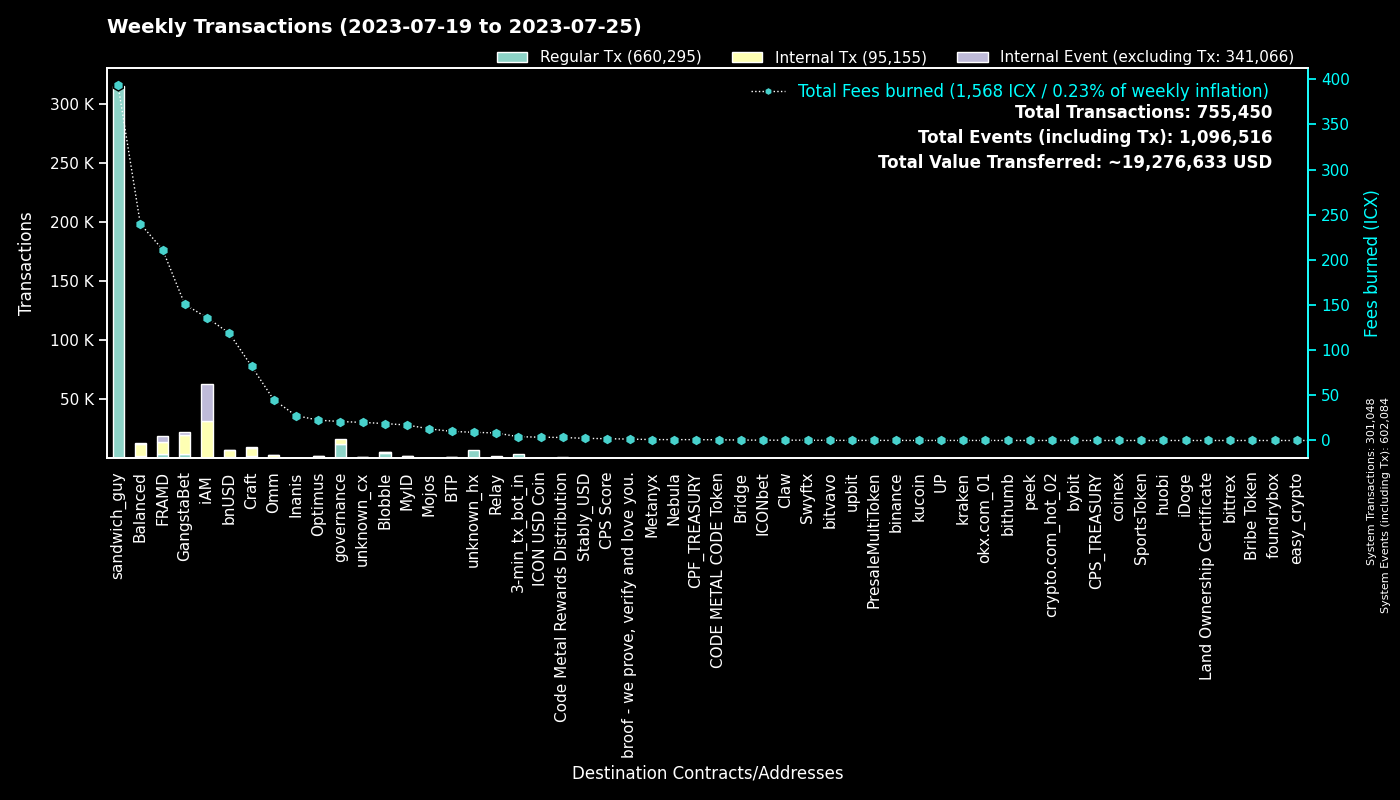 Weekly Transactions (2023-07-19 to 2023-07-25)
Regular Tx (660,295)
Internal Tx (95,155)
Internal Event (excluding Tx: 341,066)
Total Fees burned (1,568 ICX / 0.23% of weekly inflation)
Total Transactions: 755,450
Total Events (including Tx): 1,096,516
Total Value Transferred: ~19,276,633 USD
Transactions
300 K
250 K
200 K
150 K
100 K
50 K
400
350
300
250
200
150
100
50
0
Fees burned (ICX)
System Transactions: 301,048
System Events (including Tx): 602,084
sandwich_guy
Balanced
FRAMD
GangstaBet
iAM
bnUSD
Craft
Omm
Inanis
Optimus
governance
unknown_cx
Blobble
MyID
Mojos
BTP
unknown_hx
Relay
3-min_tx_bot_in
ICON USD Coin
Code Metal Rewards Distribution
Stably_USD
CPS Score
broof - we prove, verify and love you.
Metanyx
Nebula
CPF_TREASURY
CODE METAL CODE Token
Bridge
ICONbet
Claw
Swyftx
bitvavo
upbit
PresaleMultiToken
binance
kucoin
UP
kraken
okx.com_01
bithumb
peek
crypto.com_hot_02
bybit
CPS_TREASURY
coinex
SportsToken
huobi
iDoge
Land Ownership Certificate
bittrex
Bribe Token
foundrybox
easy_crypto
Destination Contracts/Addresses